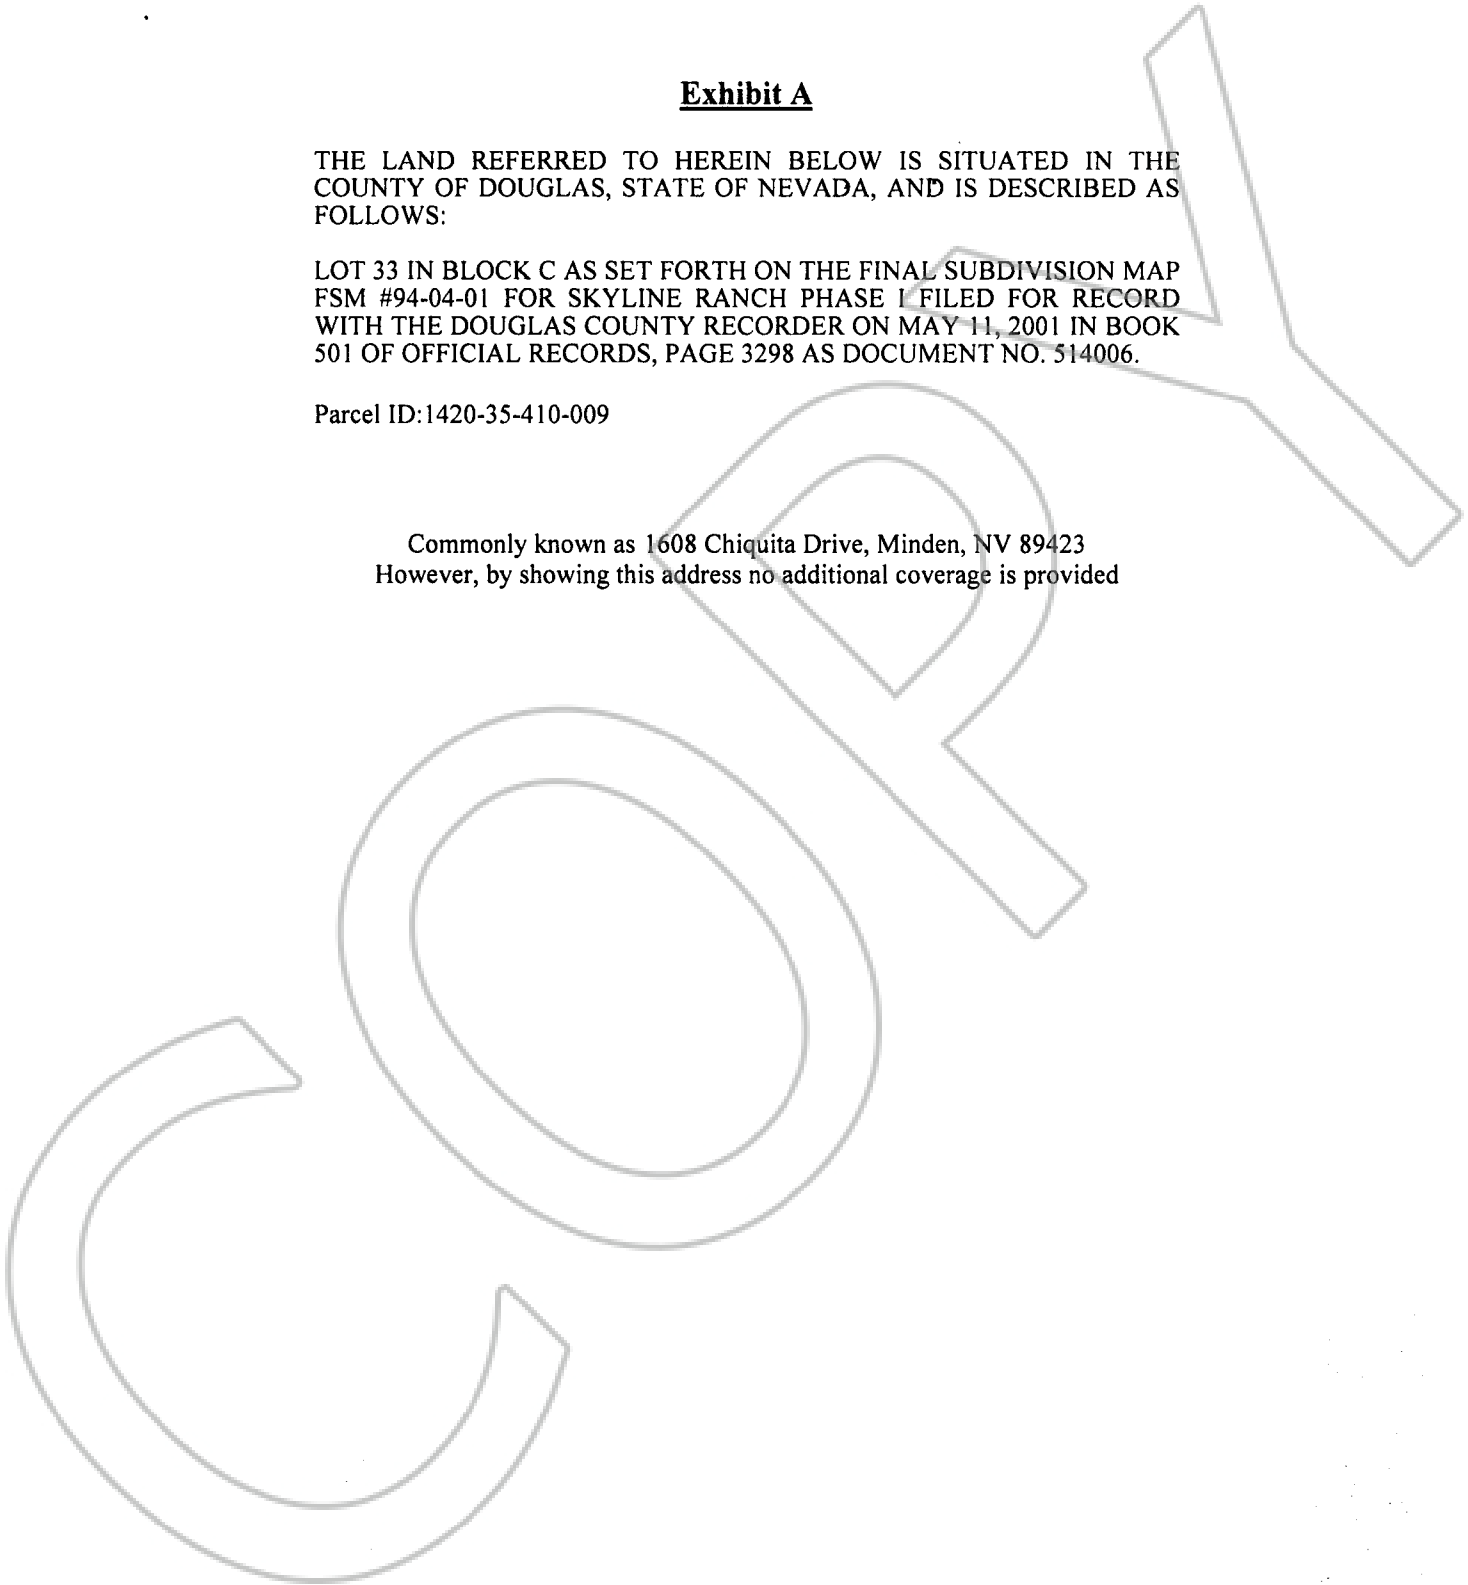 Exhibit A
THE LAND REFERRED TO HEREIN BELOW IS SITUATED IN THE
COUNTY OF DOUGLAS, STATE OF NEVADA, AND IS DESCRIBED AS
FOLLOWS:
LOT 33 IN BLOCK C AS SET FORTH ON THE FINAL SUBDIVISION MAP
FSM #94-04-01 FOR SKYLINE RANCH PHASE I FILED FOR RECORD
WITH THE DOUGLAS COUNTY RECORDER ON MAY 11, 2001 IN BOOK
501 OF OFFICIAL RECORDS, PAGE 3298 AS DOCUMENT NO. 514006.
Parcel ID:1420-35-410-009
Commonly known as 1608 Chiquita Drive, Minden, NV 89423
However, by showing this address no additional coverage is provided
COPY